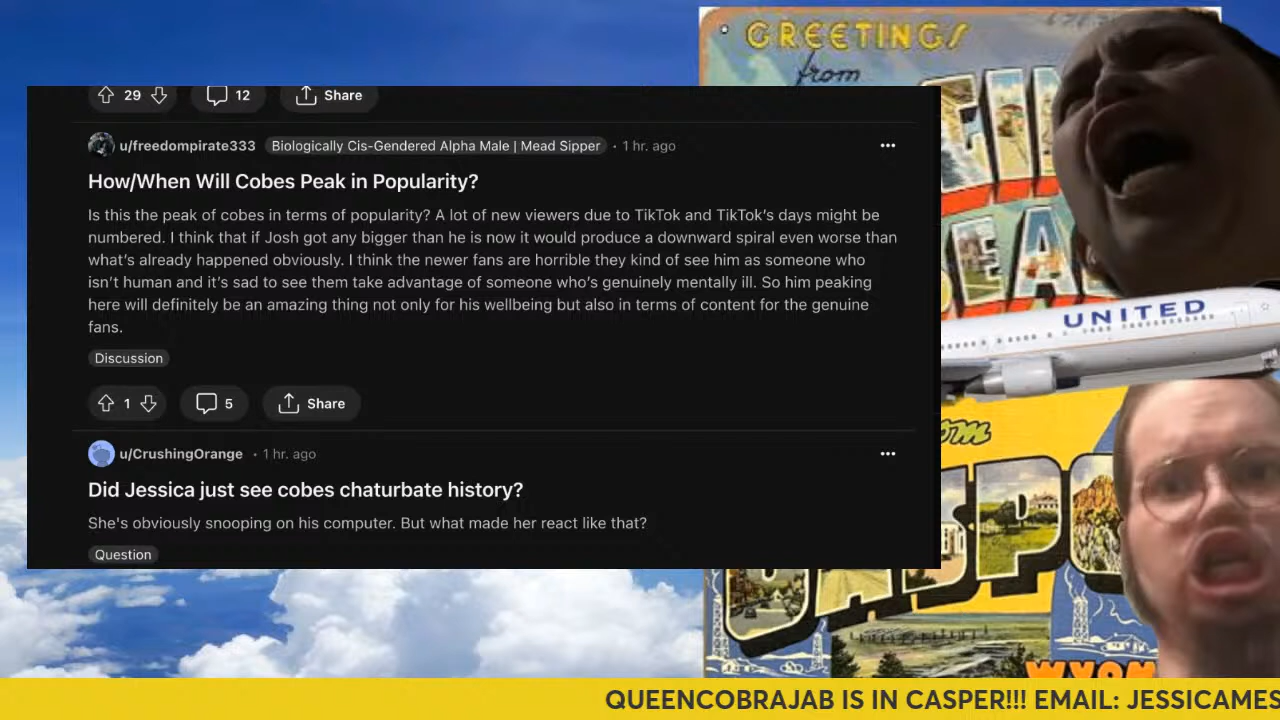 GREETINGS
from
29
12
Share
u/freedompirate333 Biologically Cis-Gendered Alpha Male | Mead Sipper · 1 hr. ago
How/When Will Cobes Peak in Popularity?
Is this the peak of cobes in terms of popularity? A lot of new viewers due to TikTok and TikTok's days might be
numbered. I think that if Josh got any bigger than he is now it would produce a downward spiral even worse than
what's already happened obviously. I think the newer fans are horrible they kind of see him as someone who
isn't human and it's sad to see them take advantage of someone who's genuinely mentally ill. So him peaking
here will definitely be an amazing thing not only for his wellbeing but also in terms of content for the genuine
fans.
Discussion
1
5
Share
UNITED
u/CrushingOrange · 1 hr. ago
Did Jessica just see cobes chaturbate history?
She's obviously snooping on his computer. But what made her react like that?
Question
QUEENCOBRAJAB IS IN CASPER!!! EMAIL: JESSICAMES